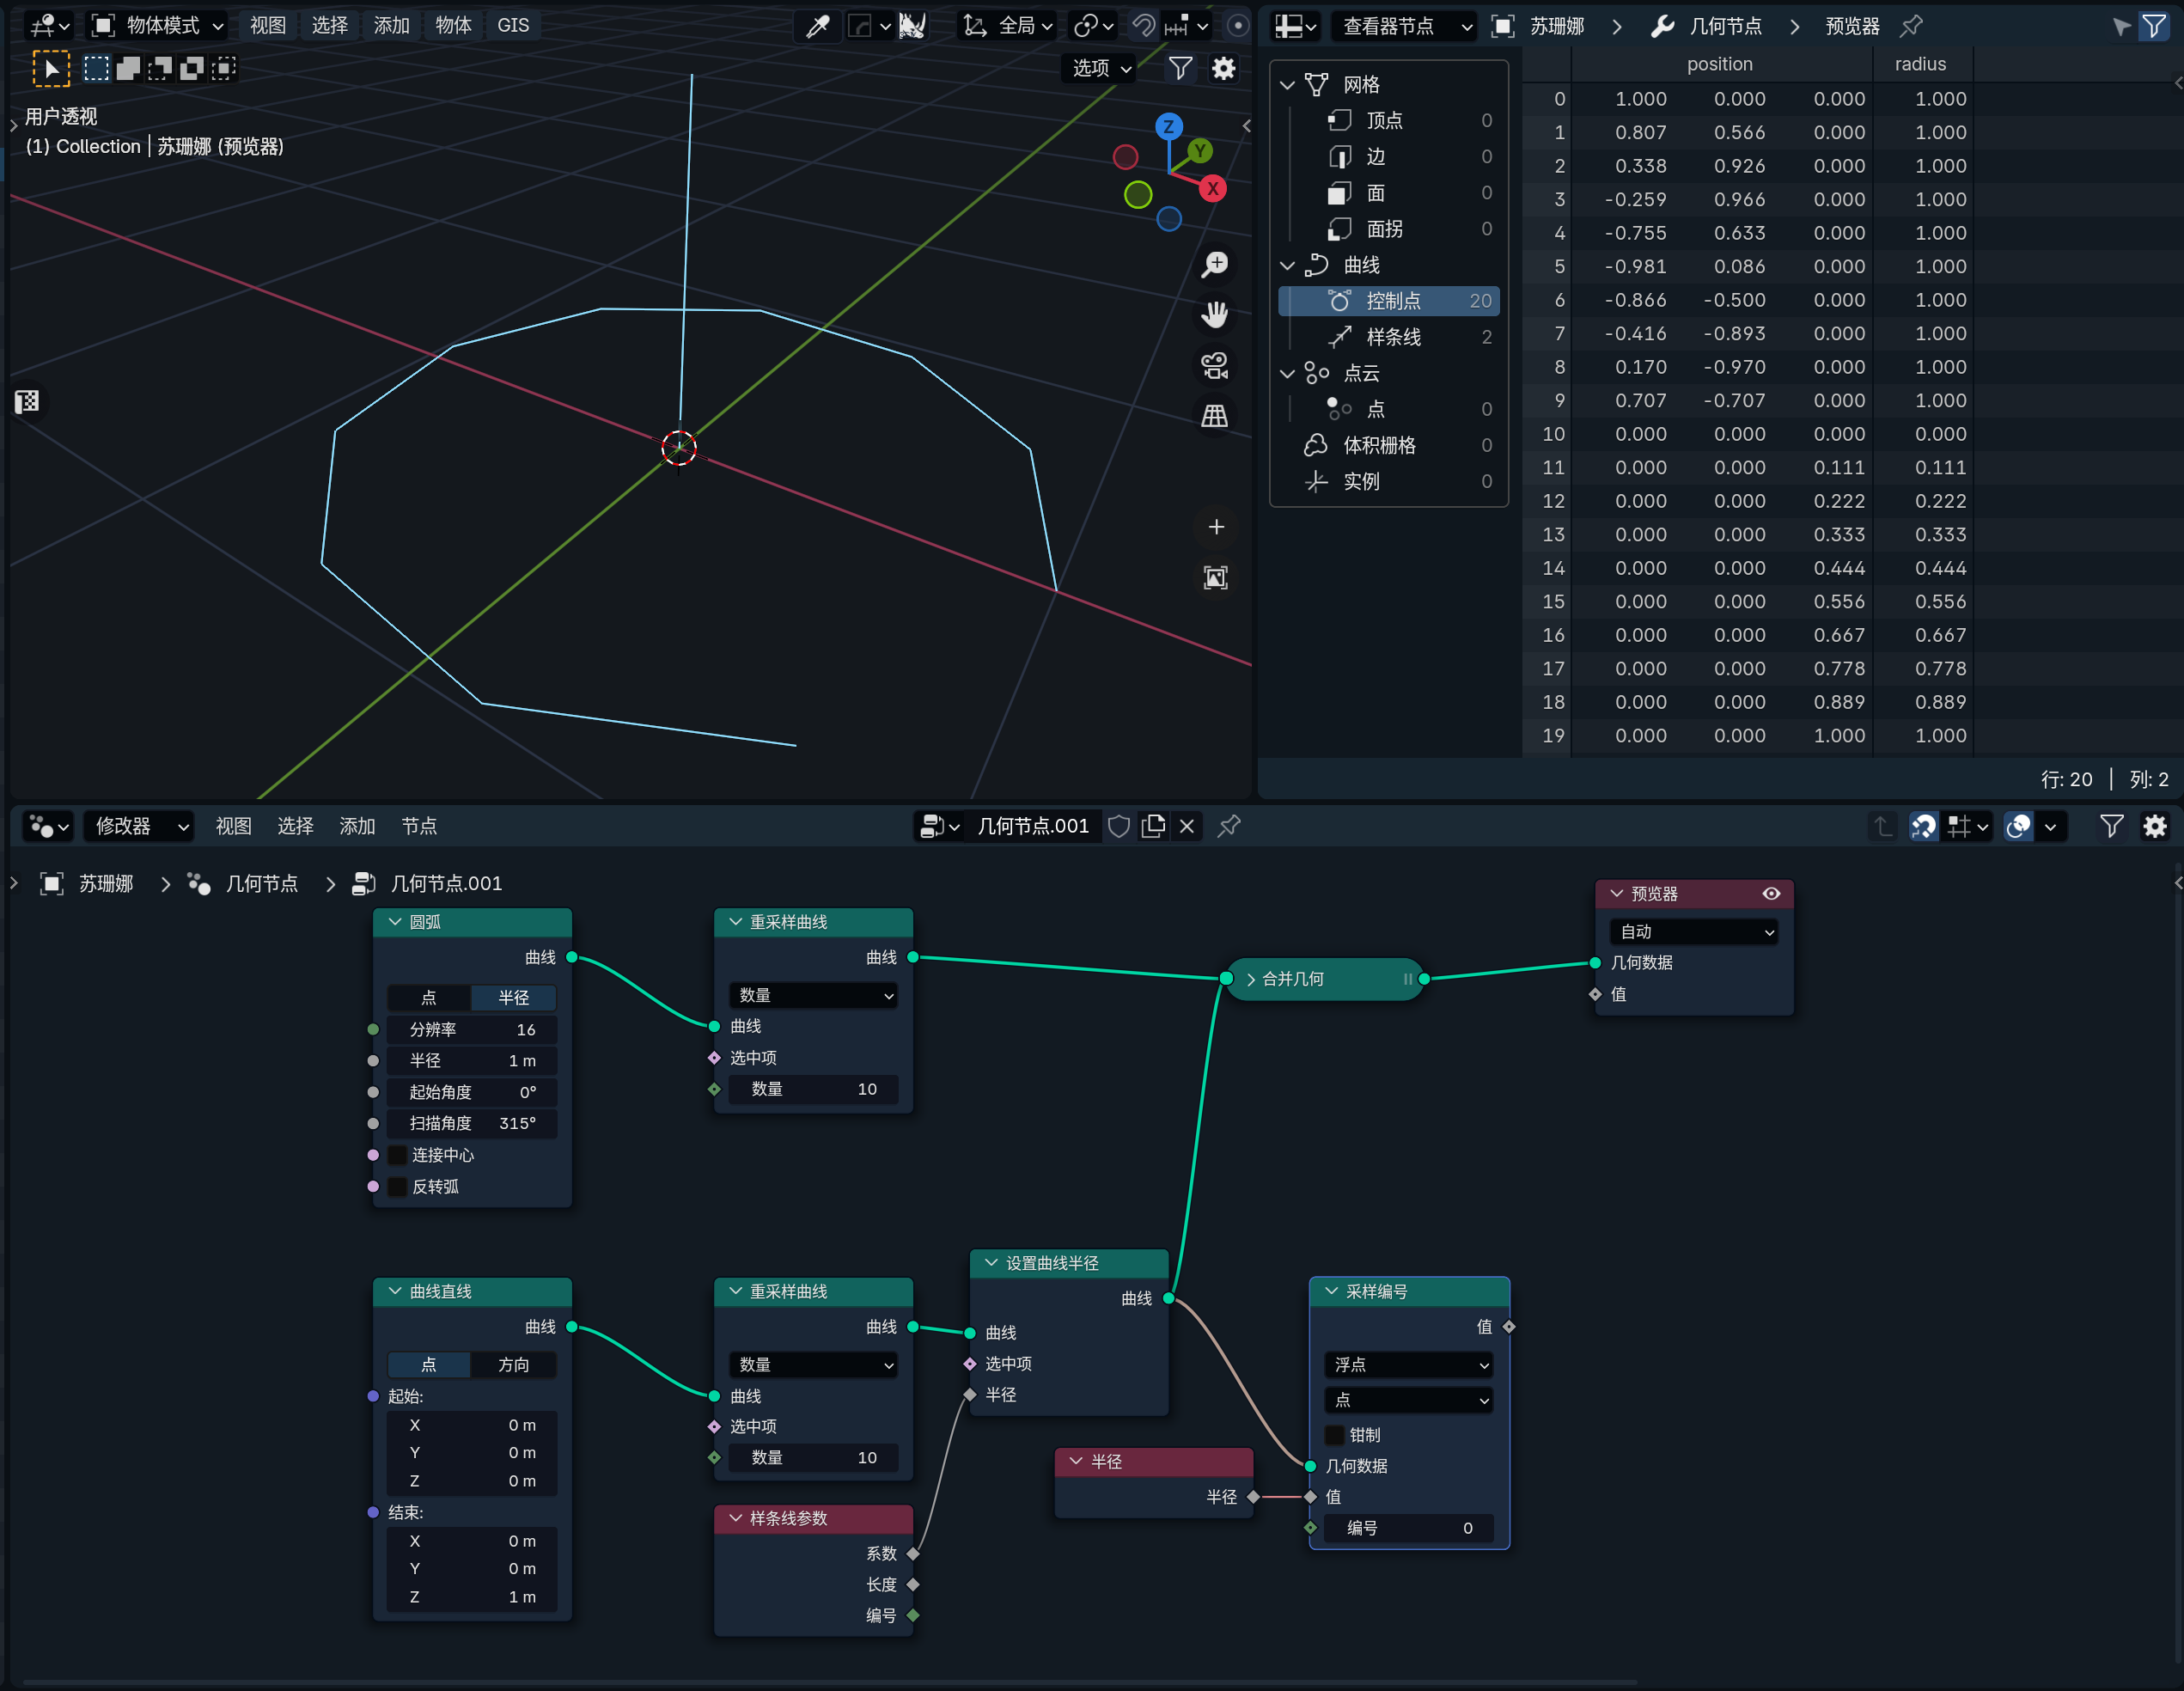 物体模式 视图 选择 添加 物体 GIS 全局
选项
用户透视
(1) Collection | 苏珊娜 (预览器)
Z
Y
X
查看器节点 苏珊娜 几何节点 预览器
网格
顶点 0
边 0
面 0
面拐 0
曲线
控制点 20
样条线 2
点云
点 0
体积栅格 0
实例 0
position radius
0 1.000 0.000 0.000 1.000
1 0.807 0.566 0.000 1.000
2 0.338 0.926 0.000 1.000
3 -0.259 0.966 0.000 1.000
4 -0.755 0.633 0.000 1.000
5 -0.981 0.086 0.000 1.000
6 -0.866 -0.500 0.000 1.000
7 -0.416 -0.893 0.000 1.000
8 0.170 -0.970 0.000 1.000
9 0.707 -0.707 0.000 1.000
10 0.000 0.000 0.000 0.000
11 0.000 0.000 0.111 0.111
12 0.000 0.000 0.222 0.222
13 0.000 0.000 0.333 0.333
14 0.000 0.000 0.444 0.444
15 0.000 0.000 0.556 0.556
16 0.000 0.000 0.667 0.667
17 0.000 0.000 0.778 0.778
18 0.000 0.000 0.889 0.889
19 0.000 0.000 1.000 1.000
行: 20 | 列: 2
修改器 视图 选择 添加 节点 几何节点.001
苏珊娜 几何节点 几何节点.001
圆弧
曲线
点 半径
分辨率 16
半径 1 m
起始角度 0°
扫描角度 315°
连接中心
反转弧
重采样曲线
曲线
数量
曲线
选中项
数量 10
合并几何
预览器
自动
几何数据
值
曲线直线
曲线
点 方向
起始:
X 0 m
Y 0 m
Z 0 m
结束:
X 0 m
Y 0 m
Z 1 m
重采样曲线
曲线
数量
曲线
选中项
数量 10
样条线参数
系数
长度
编号
设置曲线半径
曲线
曲线
选中项
半径
半径
半径
采样编号
值
浮点
点
钳制
几何数据
值
编号 0